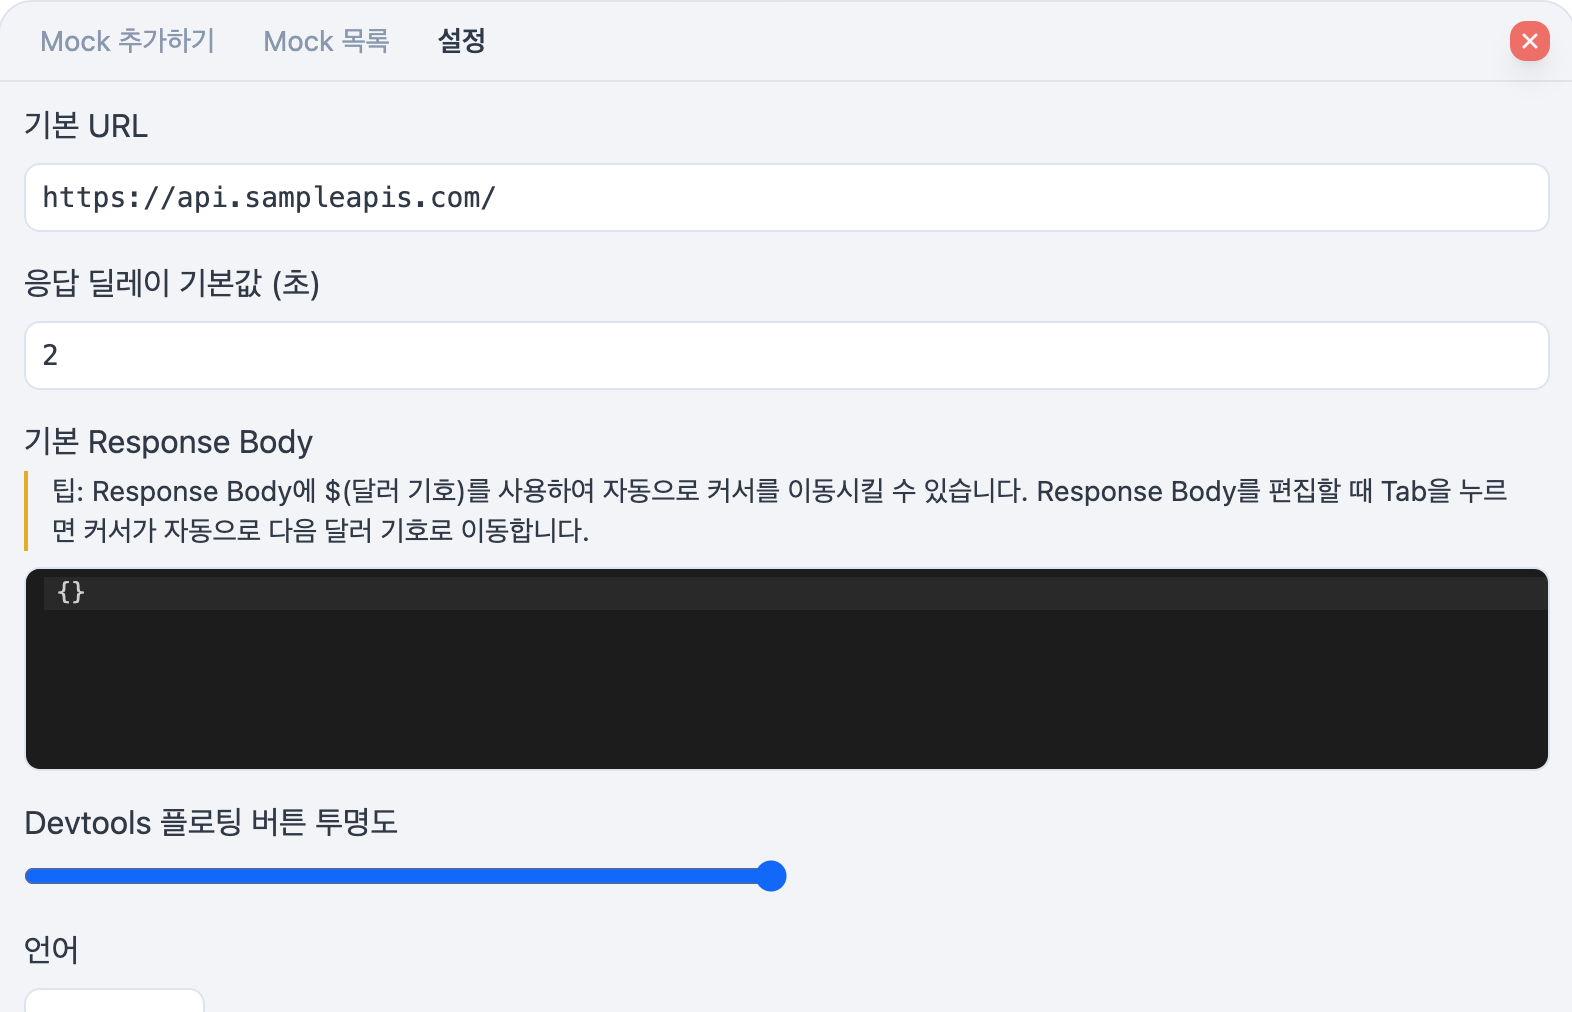 Mock 추가하기 Mock 목록 설정
기본 URL
https://api.sampleapis.com/
응답 딜레이 기본값 (초)
2
기본 Response Body
팁: Response Body에 $(달러 기호)를 사용하여 자동으로 커서를 이동시킬 수 있습니다. Response Body를 편집할 때 Tab을 누르
면 커서가 자동으로 다음 달러 기호로 이동합니다.
{}
Devtools 플로팅 버튼 투명도
언어